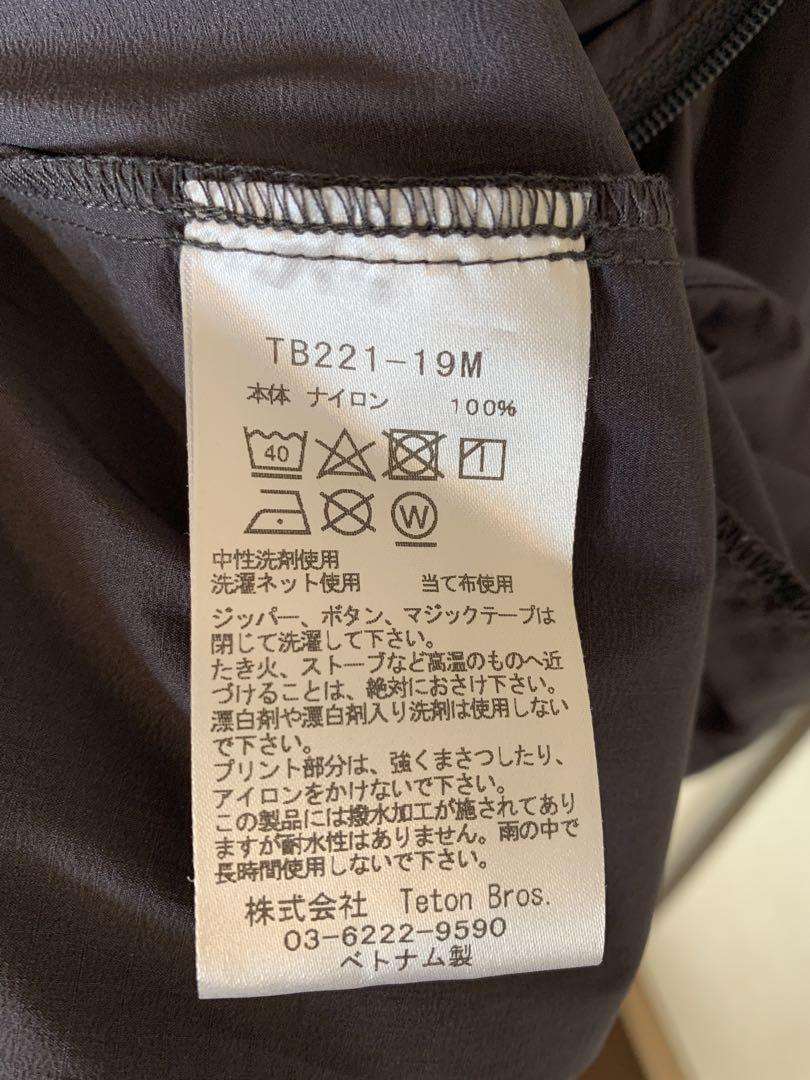 TB221-19M
本体 ナイロン 100%
40
W
中性洗剤使用
洗濯ネット使用 当て布使用
ジッパー、ボタン、マジックテープは
閉じて洗濯して下さい。
たき火、ストーブなど高温のものへ近
づけることは、絶対におさけ下さい。
漂白剤や漂白剤入り洗剤は使用しない
で下さい。
プリント部分は、強くまさつしたり、
アイロンをかけないで下さい。
この製品には撥水加工が施されてあり
ますが耐水性はありません。雨の中で
長時間使用しないで下さい。
株式会社 Teton Bros.
03-6222-9590
ベトナム製